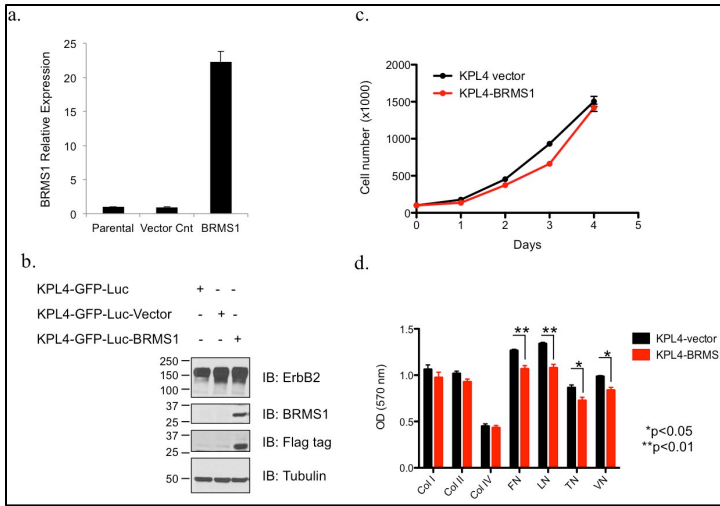 a.
BRMS1 Relative Expression
25
20
15
10
5
0
Parental Vector Cnt BRMS1
b.
KPL4-GFP-Luc + - -
KPL4-GFP-Luc-Vector - + -
KPL4-GFP-Luc-BRMS1 - - +
250
150
100
IB: ErbB2
37
25
IB: BRMS1
37
25
IB: Flag tag
50
IB: Tubulin
c.
Cell number (x1000)
2000
1500
1000
500
0
KPL4 vector
KPL4-BRMS1
0 1 2 3 4 5
Days
d.
OD (570 nm)
1.5
1.0
0.5
0.0
** ** * *
Col I Col II Col IV FN LN TN VN
KPL4-vector
KPL4-BRMS
*p<0.05
**p<0.01